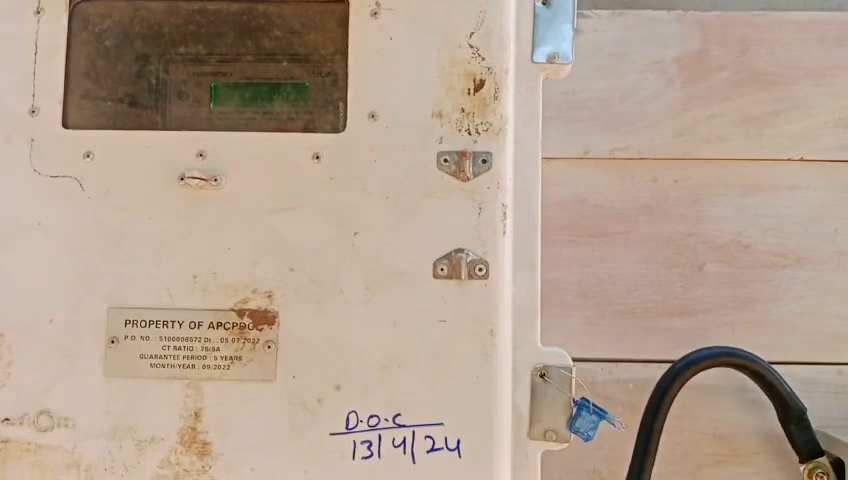 PROPERTY OF APCPDCL
P.O. NO. : 5100006572 Dt. : 05.07.2022
CT RATIO : 75/5A
GUARANTEE PERIOD : 5 YEARS
MONTH/YEAR : 09/2022
D.O.C
13/4/24